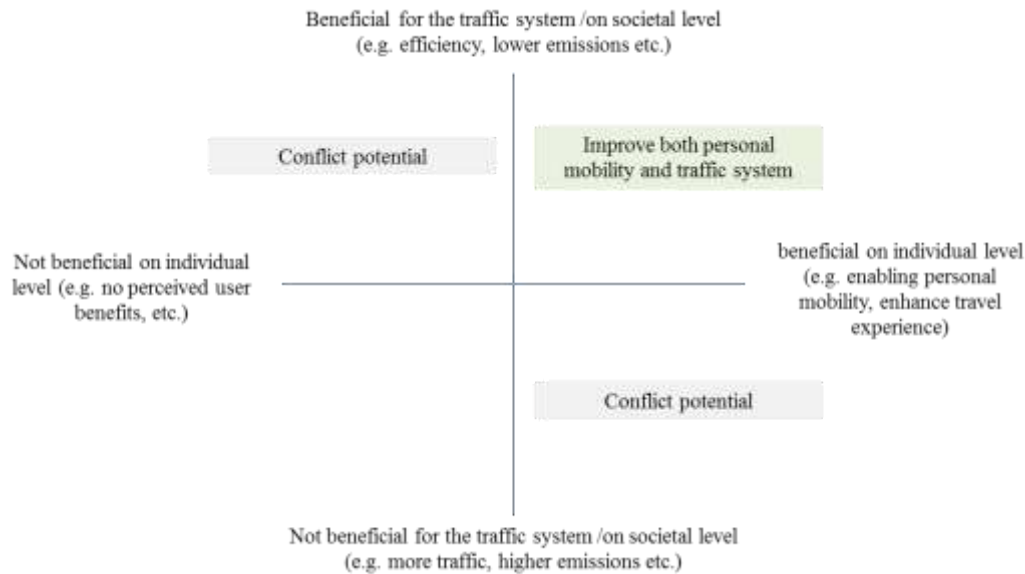 Beneficial for the traffic system /on societal level
(e.g. efficiency, lower emissions etc.)
Conflict potential
Improve both personal
mobility and traffic system
Not beneficial on individual
level (e.g. no perceived user
benefits, etc.)
beneficial on individual level
(e.g. enabling personal
mobility, enhance travel
experience)
Conflict potential
Not beneficial for the traffic system /on societal level
(e.g. more traffic, higher emissions etc.)